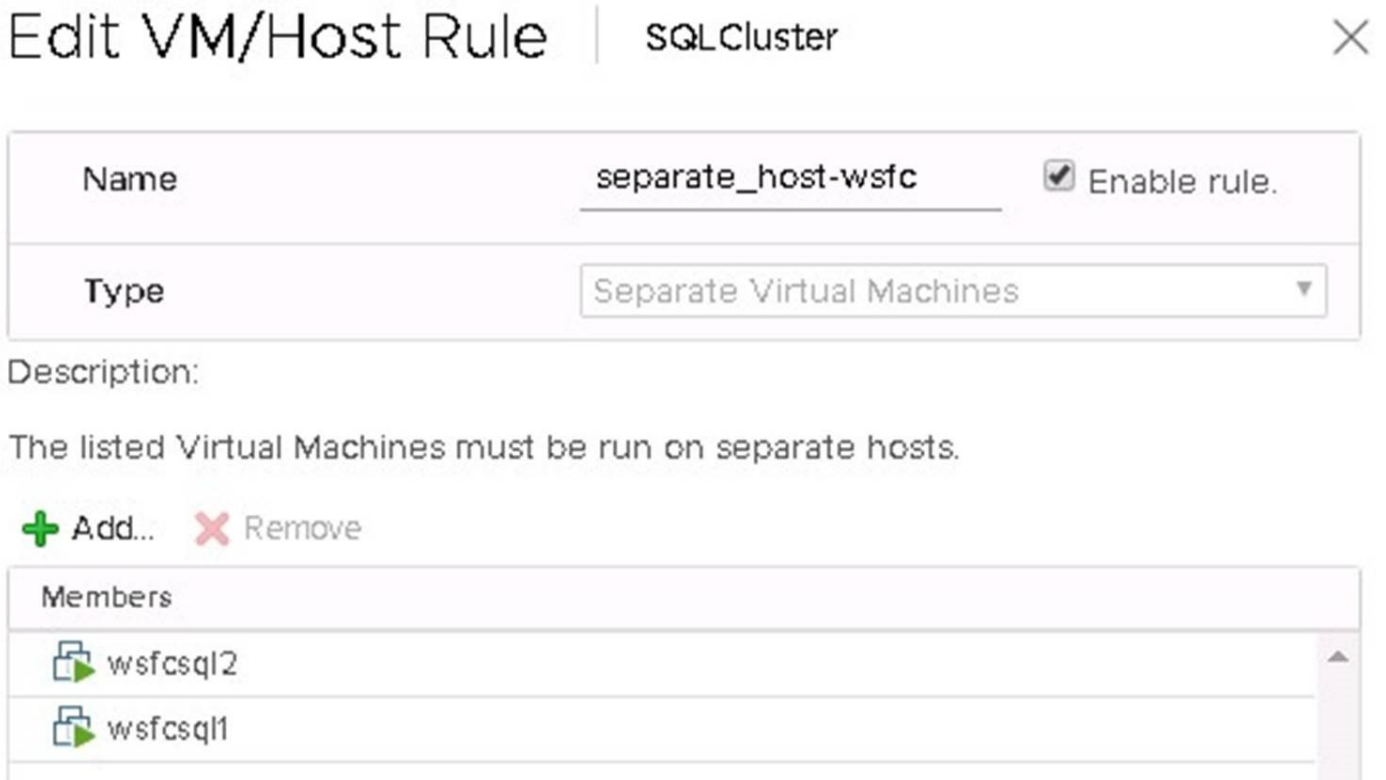 Edit VM/Host Rule SQLCluster
Name separate_host-wsfc Enable rule.
Type Separate Virtual Machines
Description:
The listed Virtual Machines must be run on separate hosts.
Add... Remove
Members
wsfcsql2
wsfcsql1